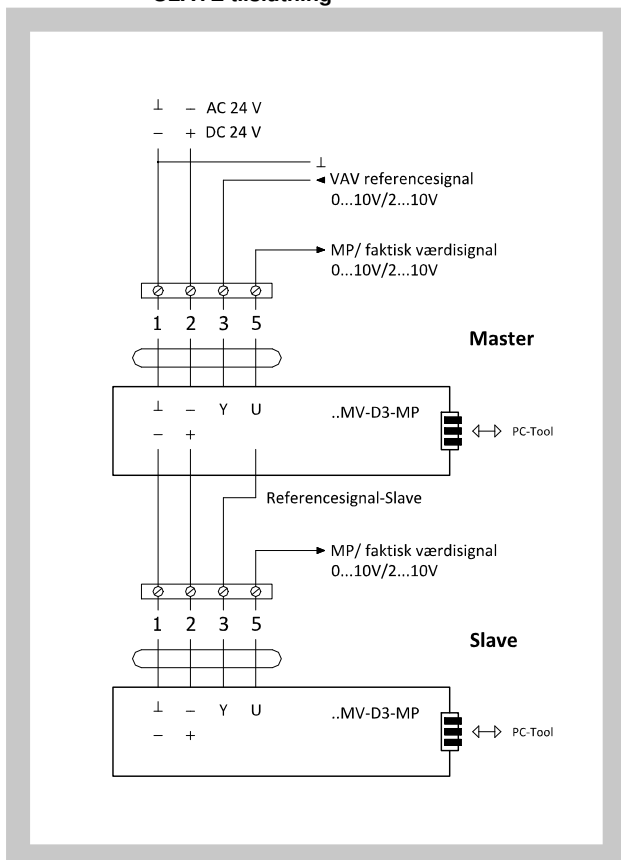 ⊥ – AC 24 V
– + DC 24 V
⊥
VAV referencesignal
0...10V/2...10V
MP/ faktisk værdisignal
0...10V/2...10V
1 2 3 5
Master
⊥ – Y U ..MV-D3-MP
– +
PC-Tool
Referencesignal-Slave
MP/ faktisk værdisignal
0...10V/2...10V
1 2 3 5
Slave
⊥ – Y U ..MV-D3-MP
– +
PC-Tool